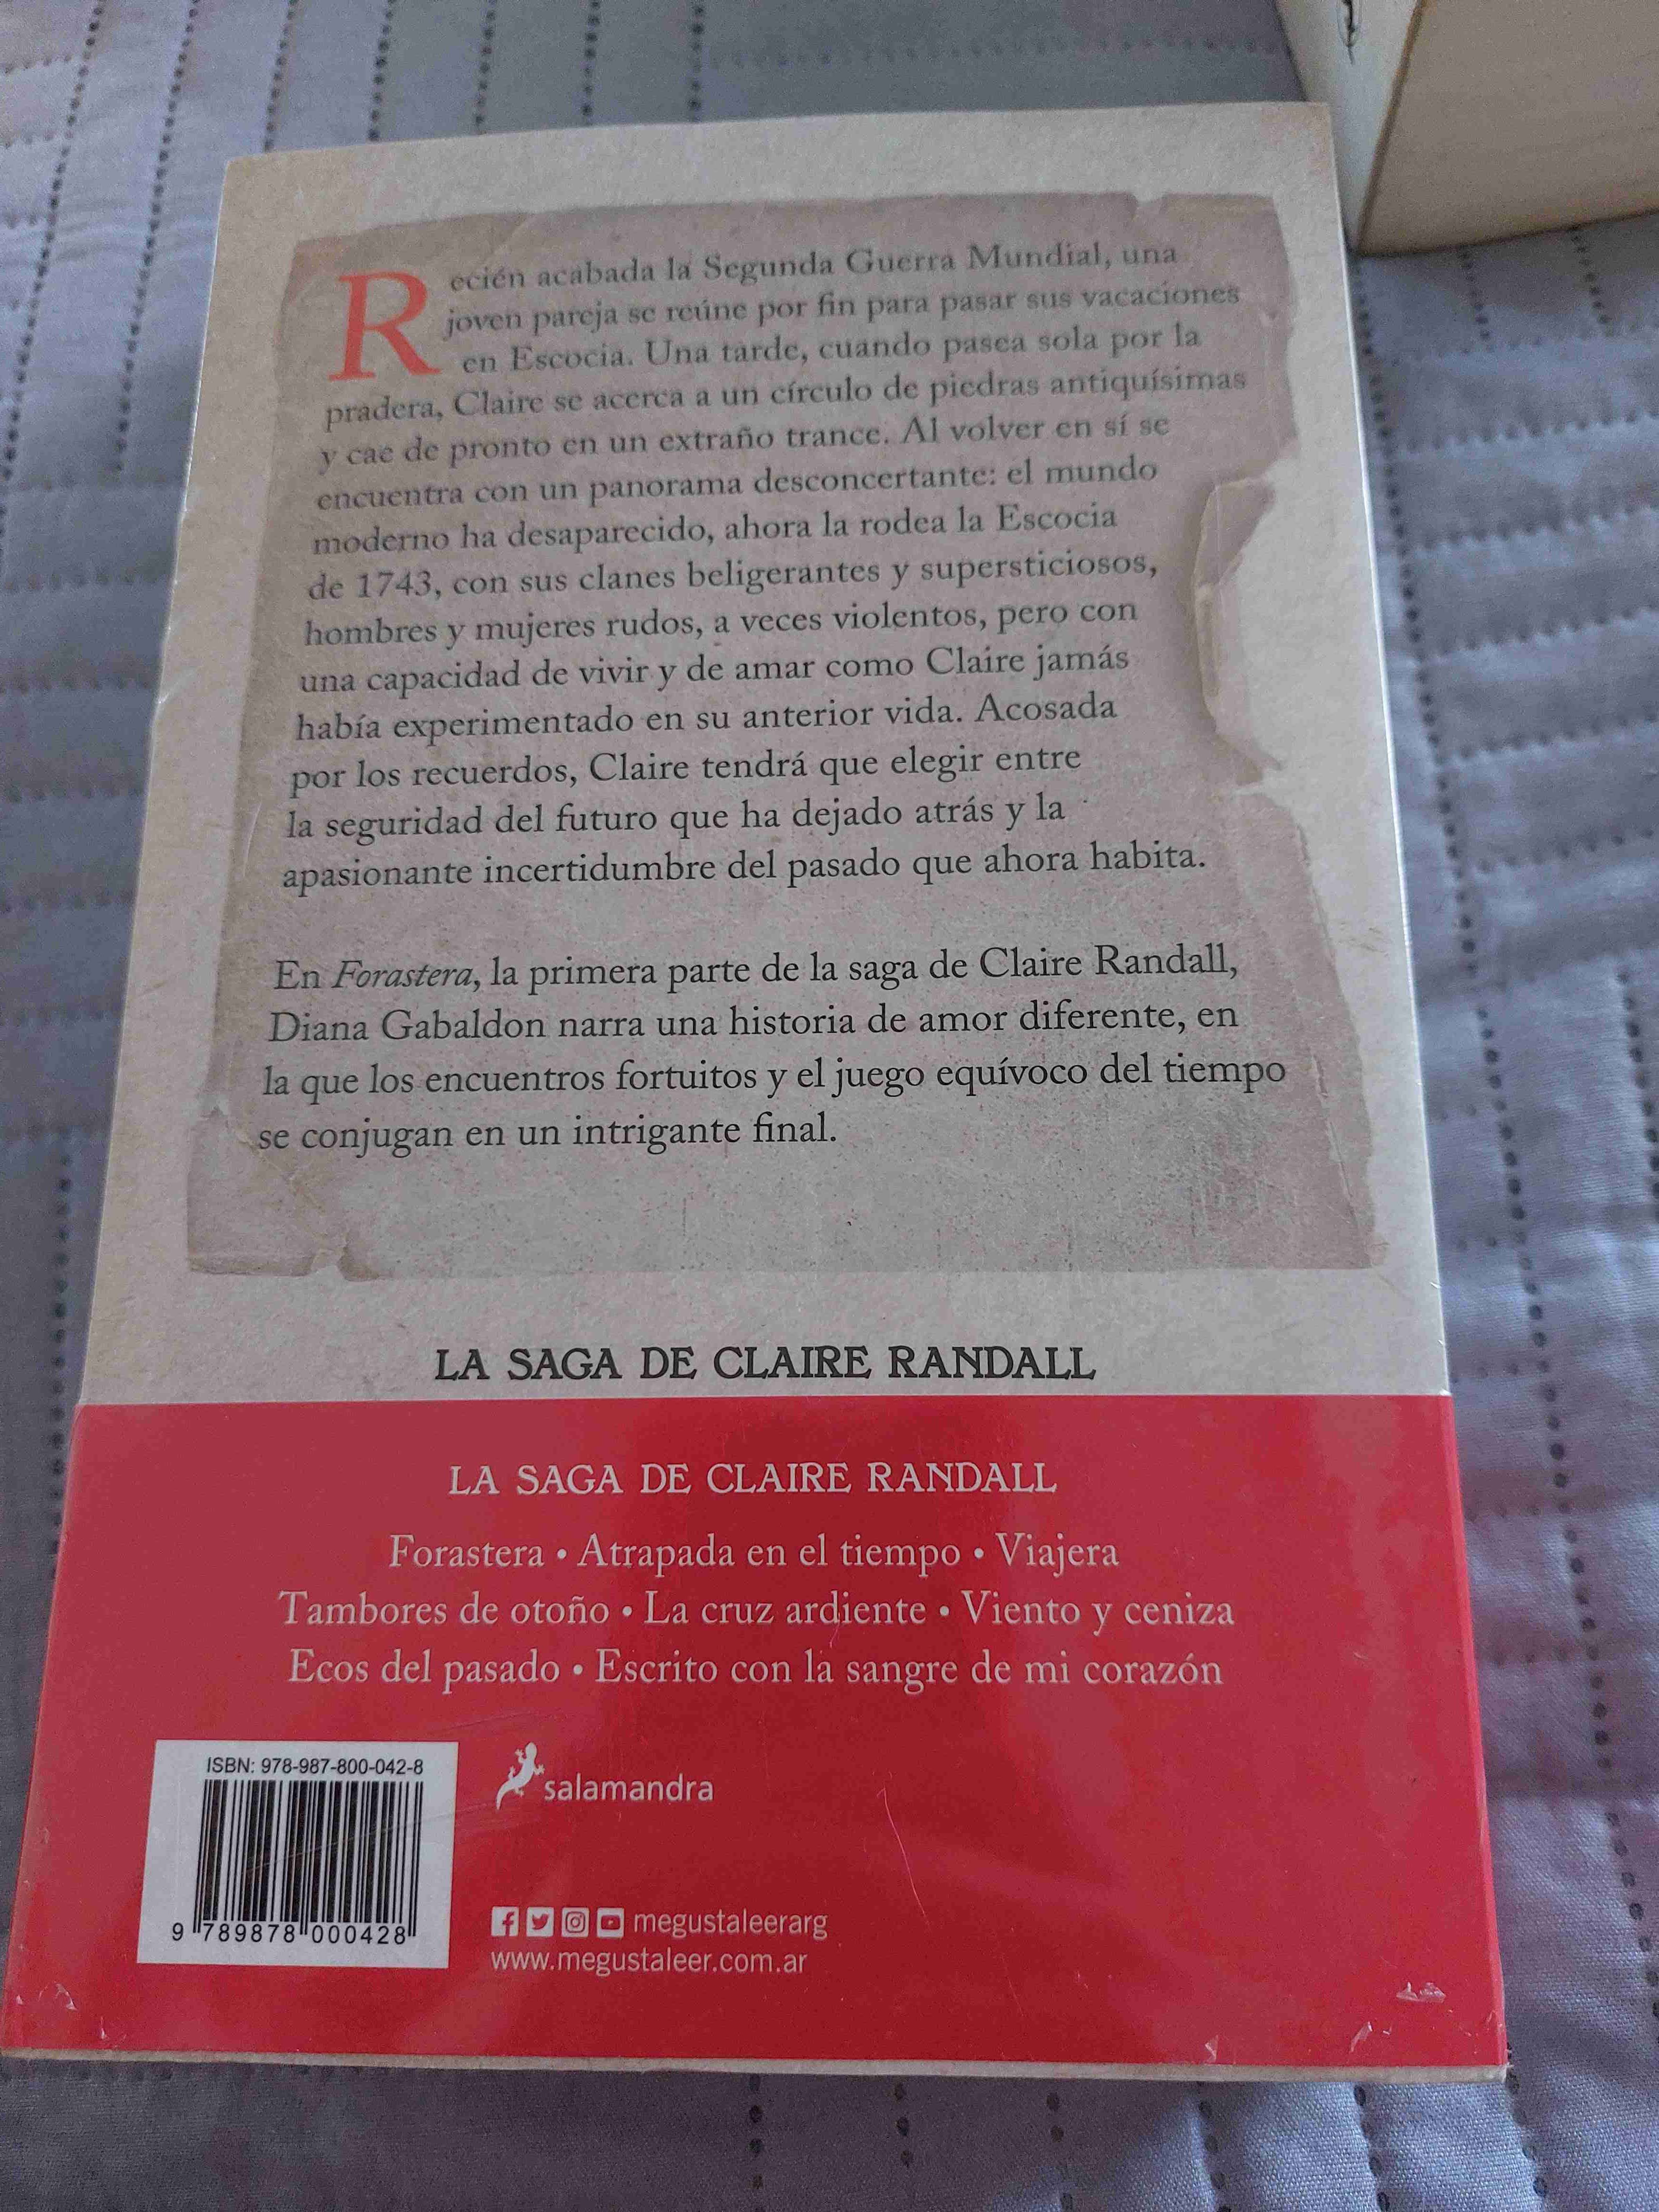 Recién acabada la Segunda Guerra Mundial, una
joven pareja se reúne por fin para pasar sus vacaciones
en Escocia. Una tarde, cuando pasea sola por la
pradera, Claire se acerca a un círculo de piedras antiquísimas
y cae de pronto en un extraño trance. Al volver en sí se
encuentra con un panorama desconcertante: el mundo
moderno ha desaparecido, ahora la rodea la Escocia
de 1743, con sus clanes beligerantes y supersticiosos,
hombres y mujeres rudos, a veces violentos, pero con
una capacidad de vivir y de amar como Claire jamás
había experimentado en su anterior vida. Acosada
por los recuerdos, Claire tendrá que elegir entre
la seguridad del futuro que ha dejado atrás y la
apasionante incertidumbre del pasado que ahora habita.
En Forastera, la primera parte de la saga de Claire Randall,
Diana Gabaldon narra una historia de amor diferente, en
la que los encuentros fortuitos y el juego equívoco del tiempo
se conjugan en un intrigante final.
LA SAGA DE CLAIRE RANDALL
LA SAGA DE CLAIRE RANDALL
Forastera • Atrapada en el tiempo • Viajera
Tambores de otoño • La cruz ardiente • Viento y ceniza
Ecos del pasado • Escrito con la sangre de mi corazón
ISBN: 978-987-800-042-8
9 789878 000428
salamandra
megustaleerarg
www.megustaleer.com.ar